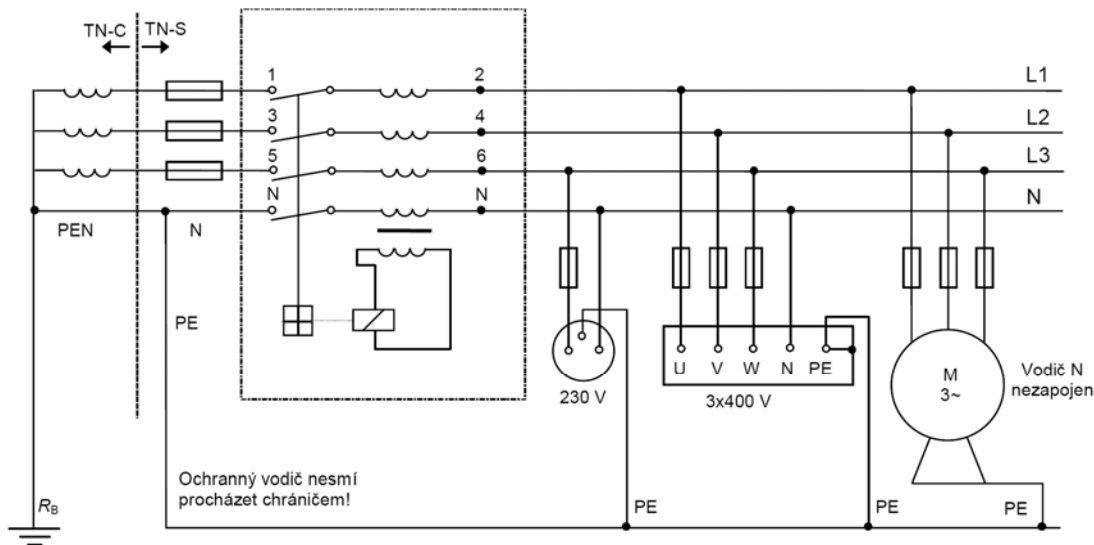 TN-C TN-S
1 2
L1
3 4
L2
5 6
L3
N N
N
PEN N
PE
U V W N PE
230 V
3x400 V
M
3~
Vodič N
nezapojen
Ochranný vodič nesmí
procházet chráničem!
RB
PE PE PE